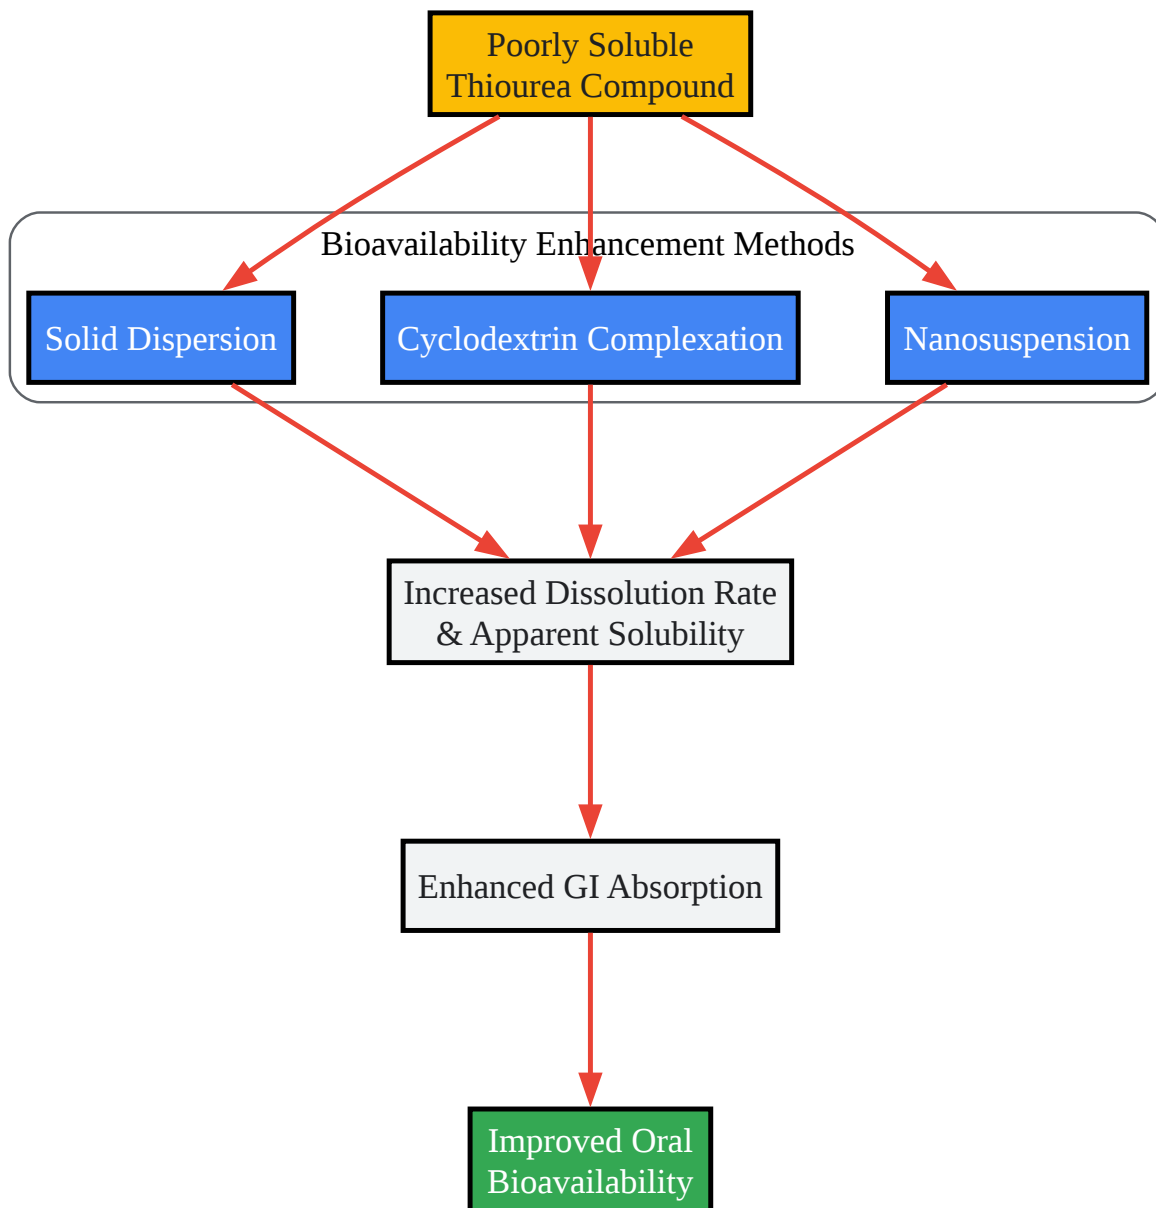 Poorly Soluble
Thiourea Compound
Bioavailability Enhancement Methods
Solid Dispersion
Cyclodextrin Complexation
Nanosuspension
Increased Dissolution Rate
& Apparent Solubility
Enhanced GI Absorption
Improved Oral
Bioavailability